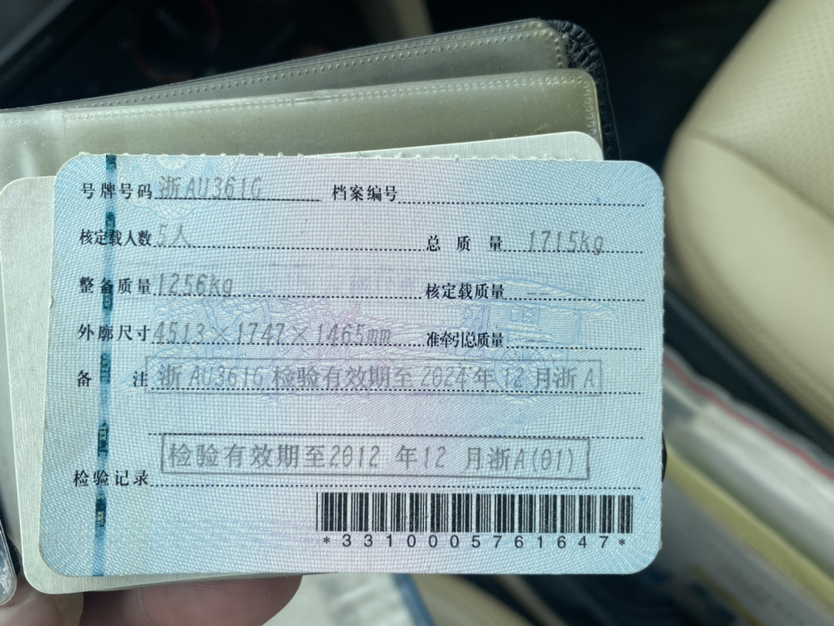 号牌号码 浙AU361G 档案编号
核定载人数 5人 总质量 1715kg
整备质量 1256kg 核定载质量
外廓尺寸 4513×1747×1465mm 准牵引总质量
备注 浙AU361G 检验有效期至2024年12月浙A
检验有效期至2012 年12 月浙A(01)
检验记录
*3310005761647*